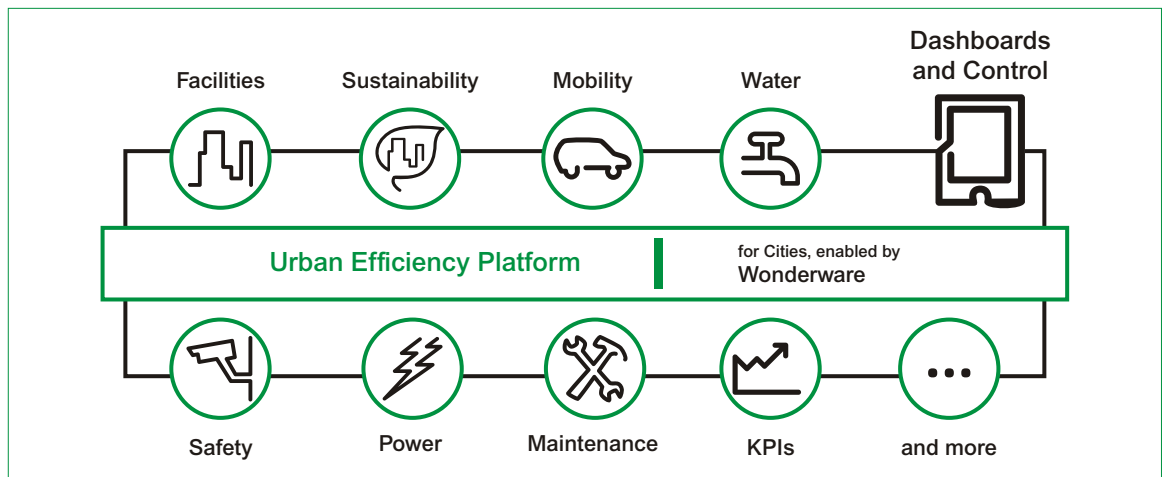 Dashboards
and Control
Facilities
Sustainability
Mobility
Water
Urban Efficiency Platform
for Cities, enabled by
Wonderware
Safety
Power
Maintenance
KPIs
and more